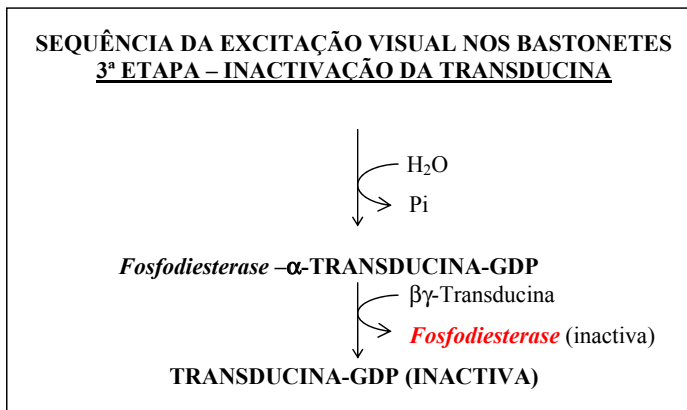 SEQUÊNCIA DA EXCITAÇÃO VISUAL NOS BASTONETES
3ª ETAPA – INACTIVAÇÃO DA TRANSDUCINA
H₂O
Pi
Fosfodiesterase –α-TRANSDUCINA-GDP
βγ-Transducina
Fosfodiesterase (inactiva)
TRANSDUCINA-GDP (INACTIVA)